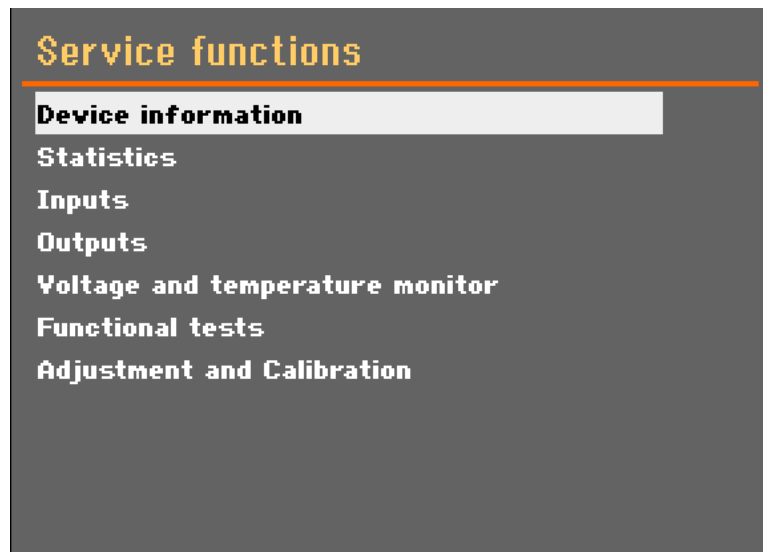 Service functions
Device information
Statistics
Inputs
Outputs
Voltage and temperature monitor
Functional tests
Adjustment and Calibration